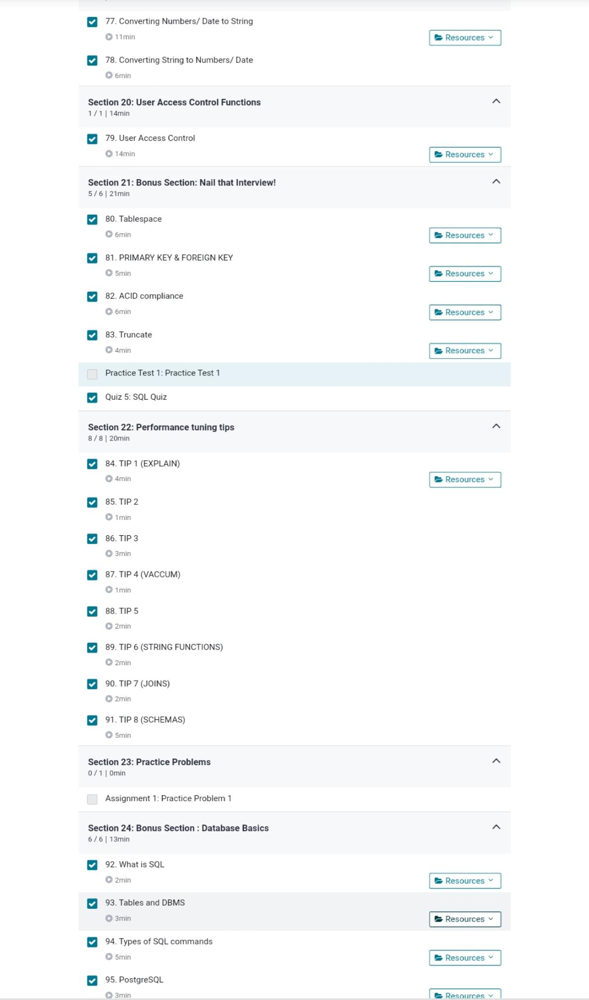 77. Converting Numbers/ Date to String
11min
Resources
78. Converting String to Numbers/ Date
6min
Section 20: User Access Control Functions
1 / 1 | 14min
79. User Access Control
14min
Resources
Section 21: Bonus Section: Nail that Interview!
5 / 6 | 21min
80. Tablespace
6min
Resources
81. PRIMARY KEY & FOREIGN KEY
5min
Resources
82. ACID compliance
6min
Resources
83. Truncate
4min
Resources
Practice Test 1: Practice Test 1
Quiz 5: SQL Quiz
Section 22: Performance tuning tips
8 / 8 | 20min
84. TIP 1 (EXPLAIN)
4min
Resources
85. TIP 2
1min
86. TIP 3
3min
87. TIP 4 (VACCUM)
1min
88. TIP 5
2min
89. TIP 6 (STRING FUNCTIONS)
2min
90. TIP 7 (JOINS)
2min
91. TIP 8 (SCHEMAS)
5min
Section 23: Practice Problems
0 / 1 | 0min
Assignment 1: Practice Problem 1
Section 24: Bonus Section : Database Basics
6 / 6 | 13min
92. What is SQL
2min
Resources
93. Tables and DBMS
3min
Resources
94. Types of SQL commands
5min
Resources
95. PostgreSQL
3min
Resources